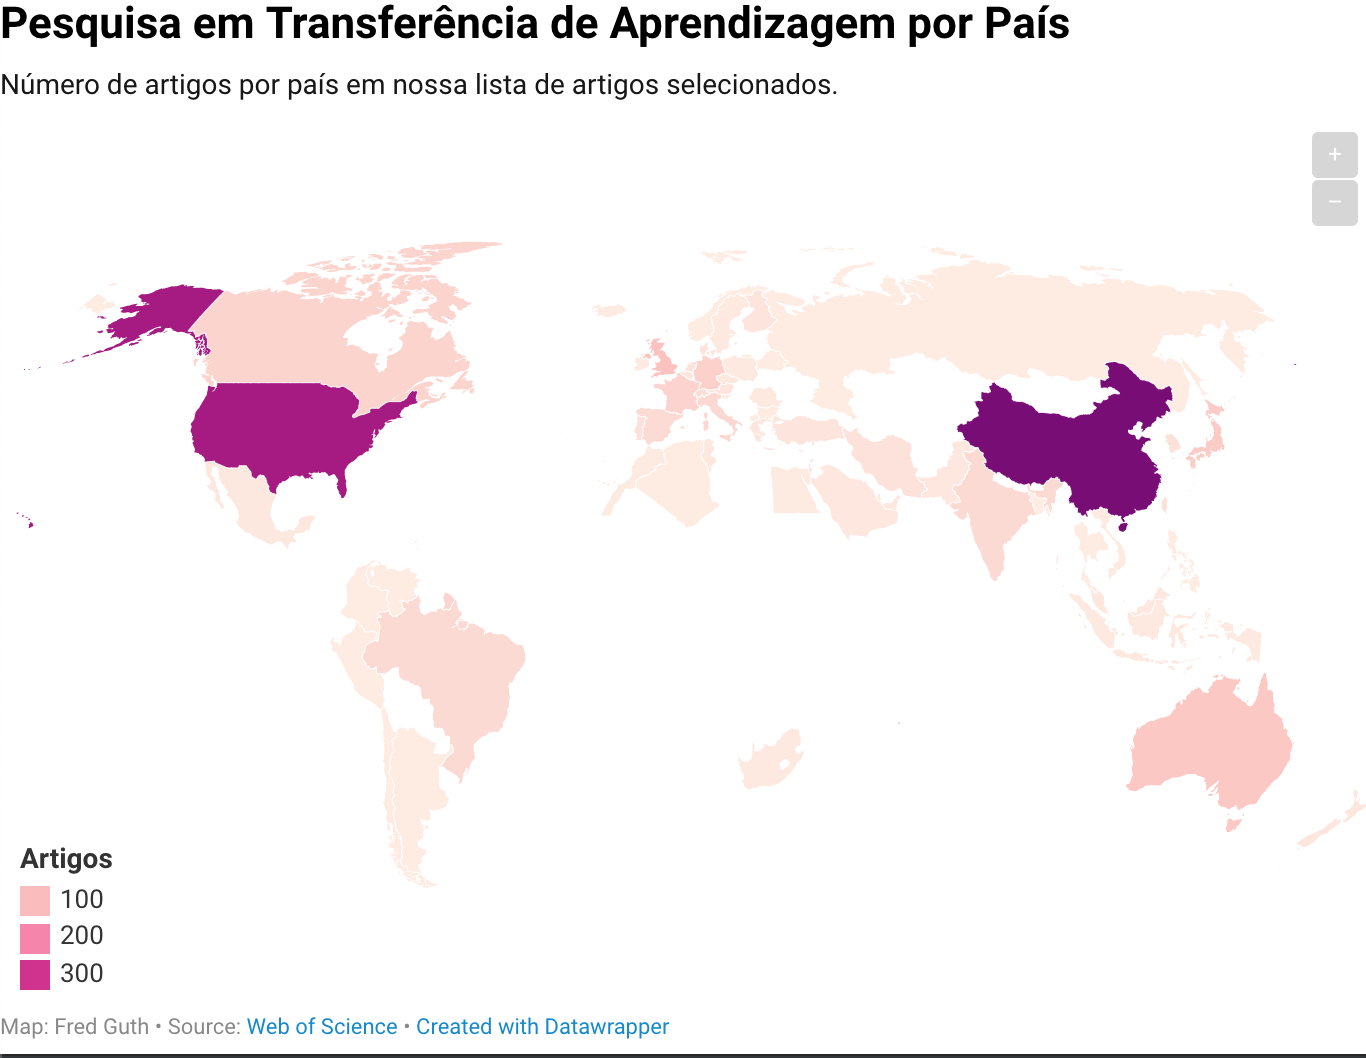 Pesquisa em Transferência de Aprendizagem por País
Número de artigos por país em nossa lista de artigos selecionados.
+
−
Artigos
100
200
300
Map: Fred Guth • Source: Web of Science • Created with Datawrapper